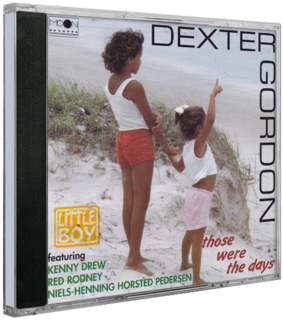 MOON
RECORDS
DEXTER
GORDON
LITTLE
BOY
those
were
the days
featuring
KENNY DREW
RED RODNEY
NIELS-HENNING HORSTED PEDERSEN